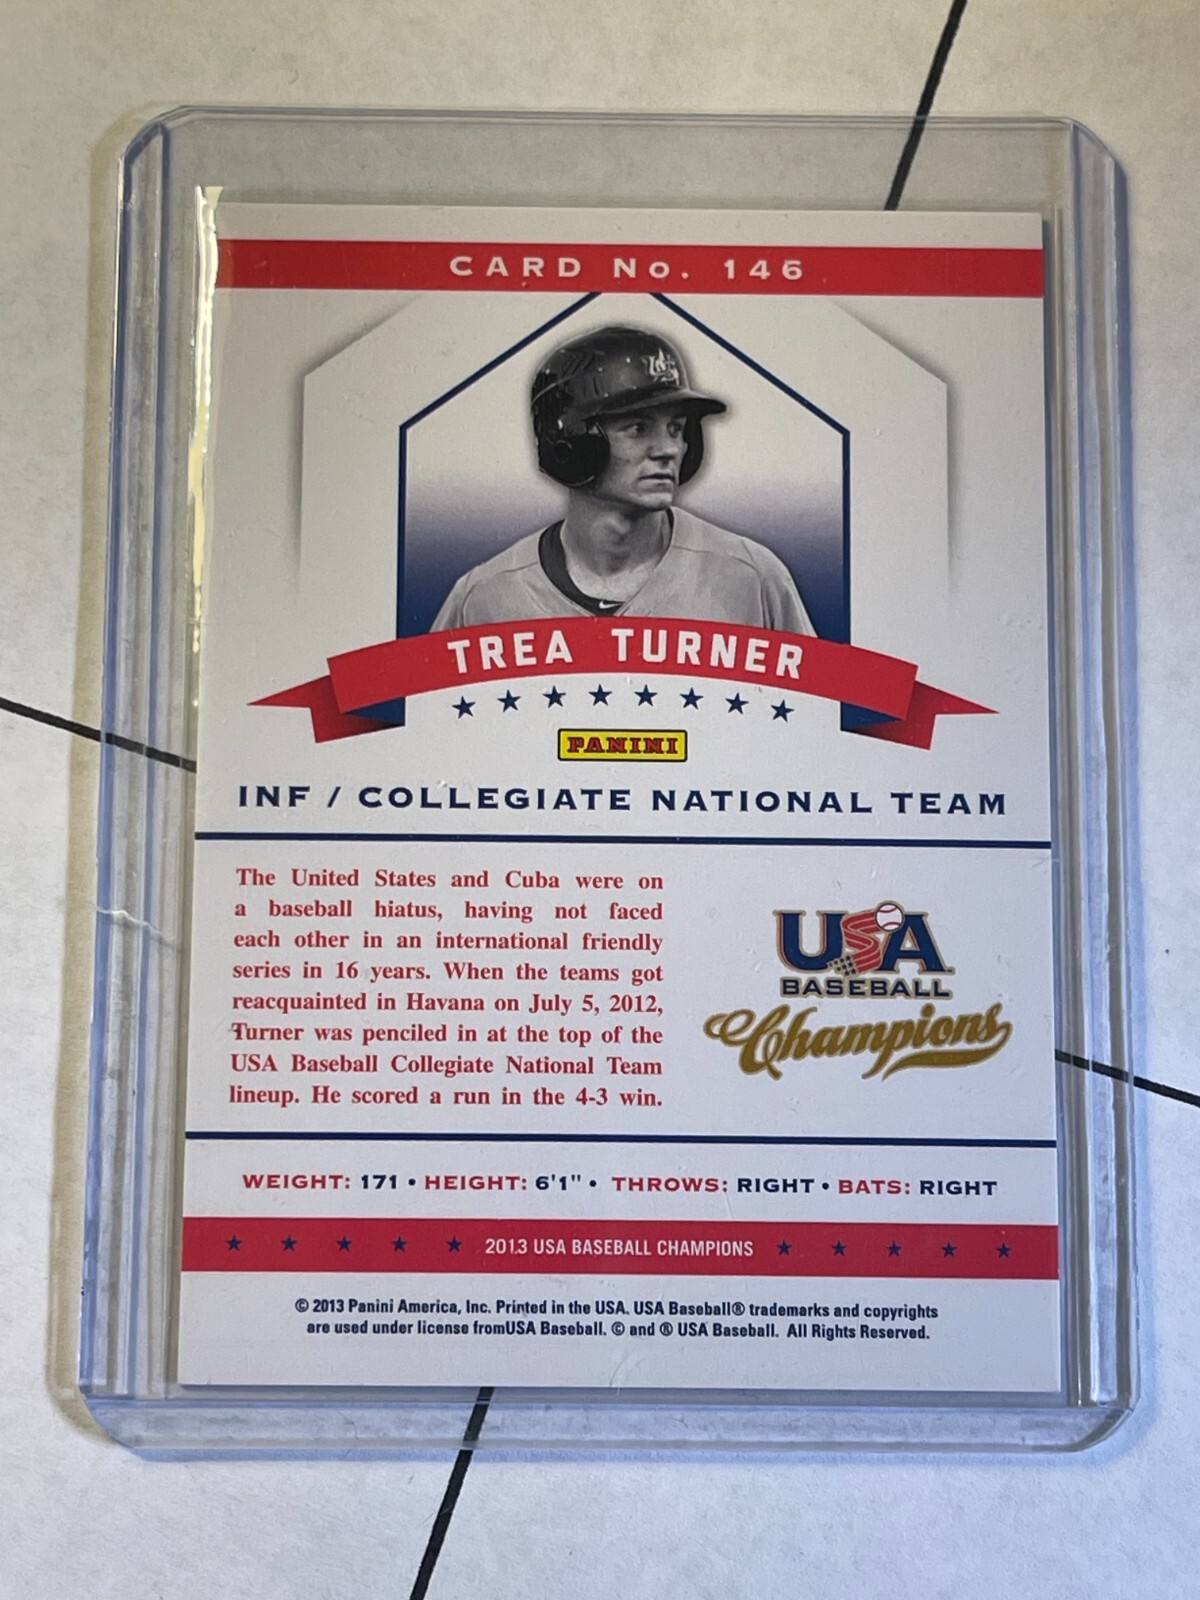 CARD No. 146
US
TREA TURNER
PANINI
INF / COLLEGIATE NATIONAL TEAM
The United States and Cuba were on
a baseball hiatus, having not faced
each other in an international friendly
series in 16 years. When the teams got
reacquainted in Havana on July 5, 2012,
Turner was penciled in at the top of the
USA Baseball Collegiate National Team
lineup. He scored a run in the 4-3 win.
USA
BASEBALL
Champions
WEIGHT: 171 • HEIGHT: 6'1" • THROWS: RIGHT • BATS: RIGHT
2013 USA BASEBALL CHAMPIONS
© 2013 Panini America, Inc. Printed in the USA. USA Baseball® trademarks and copyrights
are used under license fromUSA Baseball. © and ® USA Baseball. All Rights Reserved.